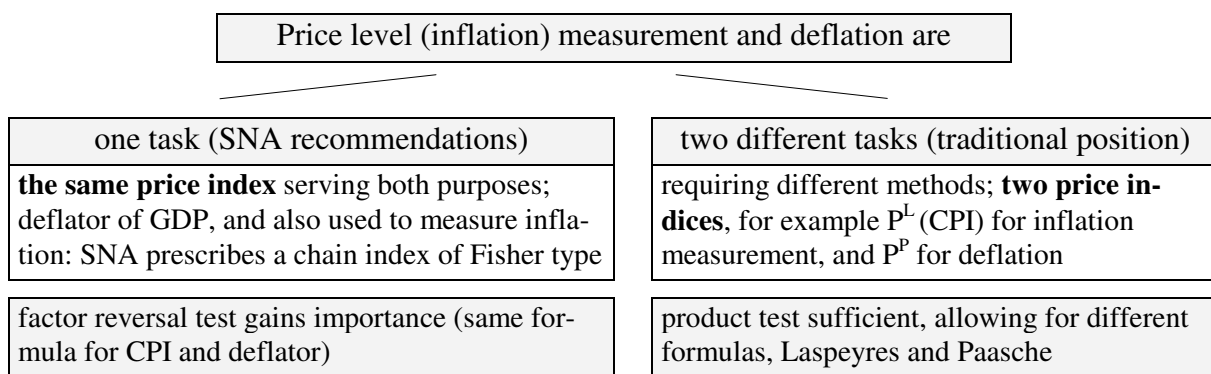 Price level (inflation) measurement and deflation are
one task (SNA recommendations)
the same price index serving both purposes;
deflator of GDP, and also used to measure infla-
tion: SNA prescribes a chain index of Fisher type
factor reversal test gains importance (same for-
mula for CPI and deflator)
two different tasks (traditional position)
requiring different methods; two price in-
dices, for example P^L (CPI) for inflation
measurement, and P^P for deflation
product test sufficient, allowing for different
formulas, Laspeyres and Paasche